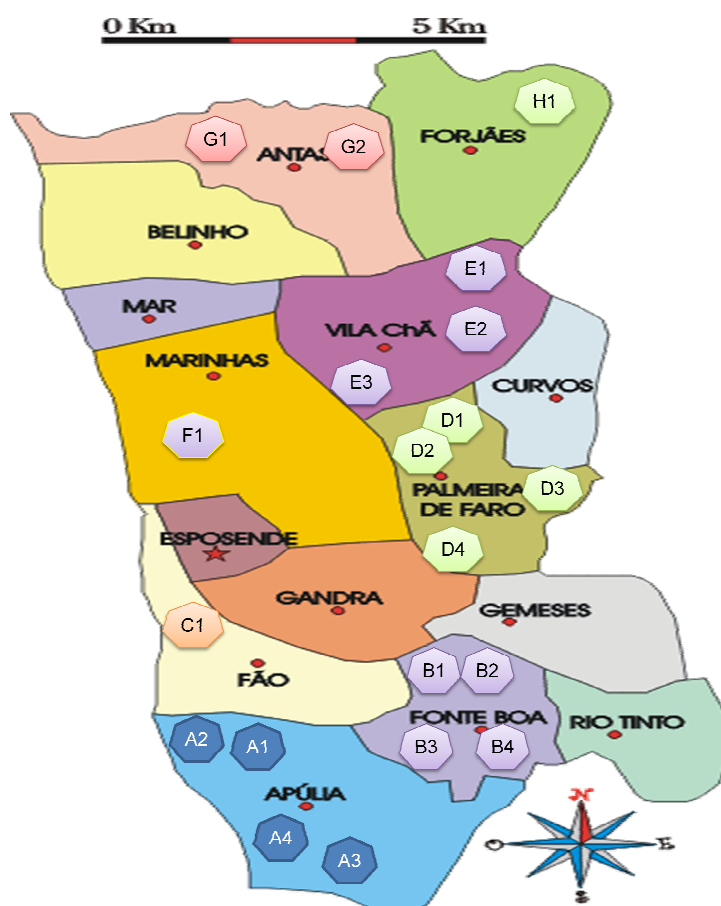 0 Km 5 Km
H1
FORJÃES
G1
G2
ANTAS
BELINHO
E1
MAR
VILA ChÃ
E2
MARINHAS
E3
CURVOS
F1
D1
D2
PALMEIRA
DE FARO
D3
ESPOSENDE
D4
GANDRA
GEMESES
C1
FÃO
B1
B2
FONTE BOA
RIO TINTO
B3
B4
A2
A1
APÚLIA
A4
A3
N
O
E
S